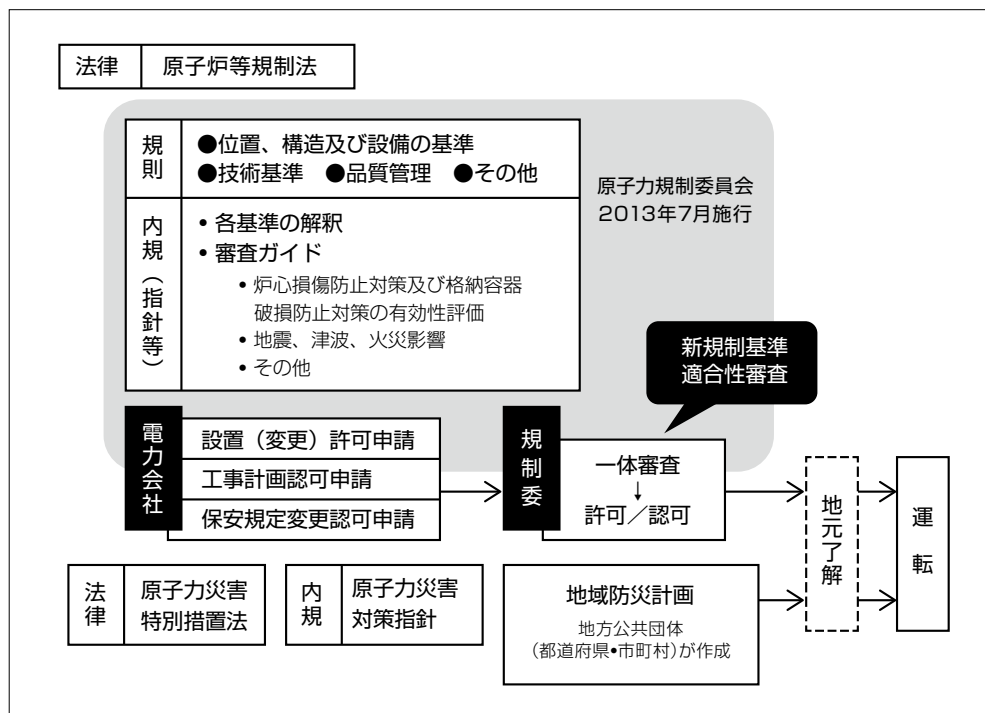 法律 原子炉等規制法
規則
●位置、構造及び設備の基準
●技術基準 ●品質管理 ●その他
原子力規制委員会
2013年7月施行
内規（指針等）
• 各基準の解釈
• 審査ガイド
• 炉心損傷防止対策及び格納容器
破損防止対策の有効性評価
• 地震、津波、火災影響
• その他
新規制基準
適合性審査
電力会社
設置（変更）許可申請
工事計画認可申請
保安規定変更認可申請
規制委
一体審査
↓
許可／認可
地元了解
運転
法律
原子力災害
特別措置法
内規
原子力災害
対策指針
地域防災計画
地方公共団体
（都道府県•市町村）が作成